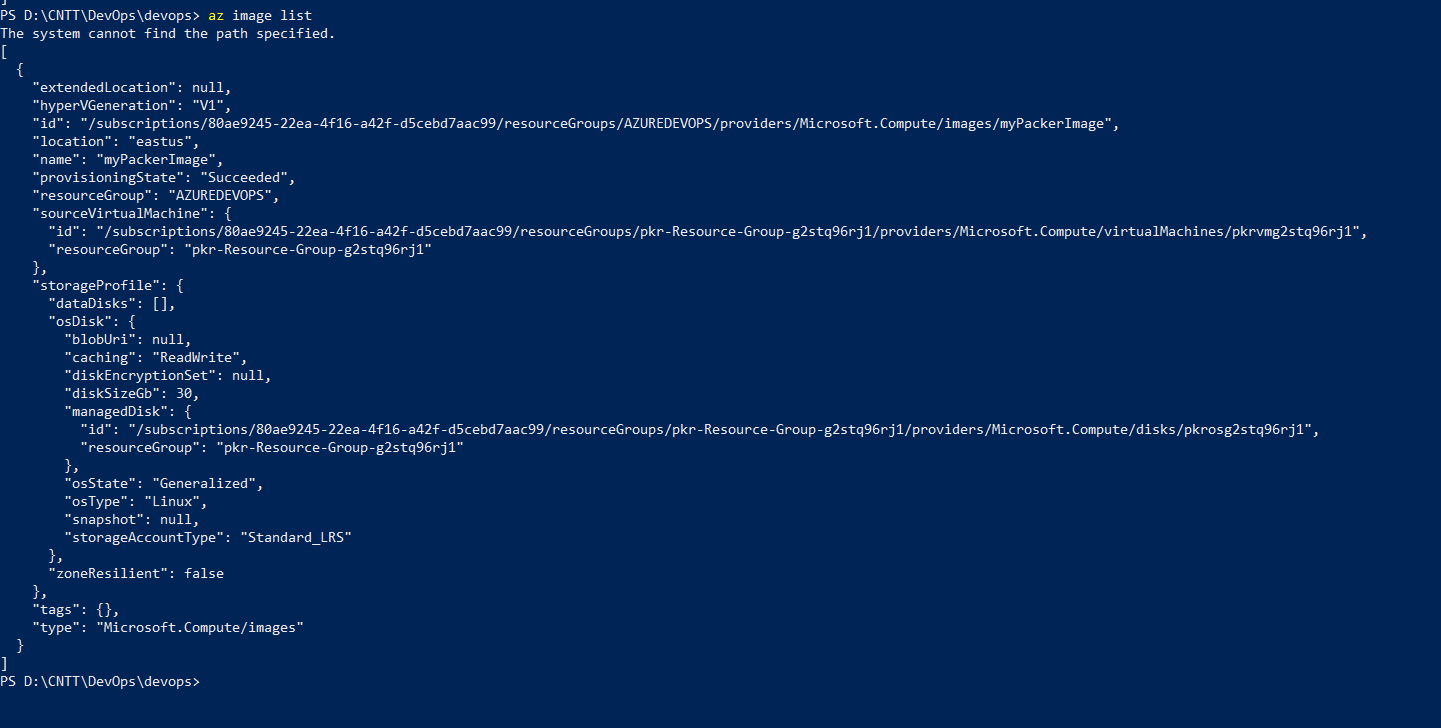 ]
PS D:\CNTT\DevOps\devops> az image list
The system cannot find the path specified.
[
  {
    "extendedLocation": null,
    "hyperVGeneration": "V1",
    "id": "/subscriptions/80ae9245-22ea-4f16-a42f-d5cebd7aac99/resourceGroups/AZUREDEVOPS/providers/Microsoft.Compute/images/myPackerImage",
    "location": "eastus",
    "name": "myPackerImage",
    "provisioningState": "Succeeded",
    "resourceGroup": "AZUREDEVOPS",
    "sourceVirtualMachine": {
      "id": "/subscriptions/80ae9245-22ea-4f16-a42f-d5cebd7aac99/resourceGroups/pkr-Resource-Group-g2stq96rj1/providers/Microsoft.Compute/virtualMachines/pkrvmg2stq96rj1",
      "resourceGroup": "pkr-Resource-Group-g2stq96rj1"
    },
    "storageProfile": {
      "dataDisks": [],
      "osDisk": {
        "blobUri": null,
        "caching": "ReadWrite",
        "diskEncryptionSet": null,
        "diskSizeGb": 30,
        "managedDisk": {
          "id": "/subscriptions/80ae9245-22ea-4f16-a42f-d5cebd7aac99/resourceGroups/pkr-Resource-Group-g2stq96rj1/providers/Microsoft.Compute/disks/pkrosg2stq96rj1",
          "resourceGroup": "pkr-Resource-Group-g2stq96rj1"
        },
        "osState": "Generalized",
        "osType": "Linux",
        "snapshot": null,
        "storageAccountType": "Standard_LRS"
      },
      "zoneResilient": false
    },
    "tags": {},
    "type": "Microsoft.Compute/images"
  }
]
PS D:\CNTT\DevOps\devops>